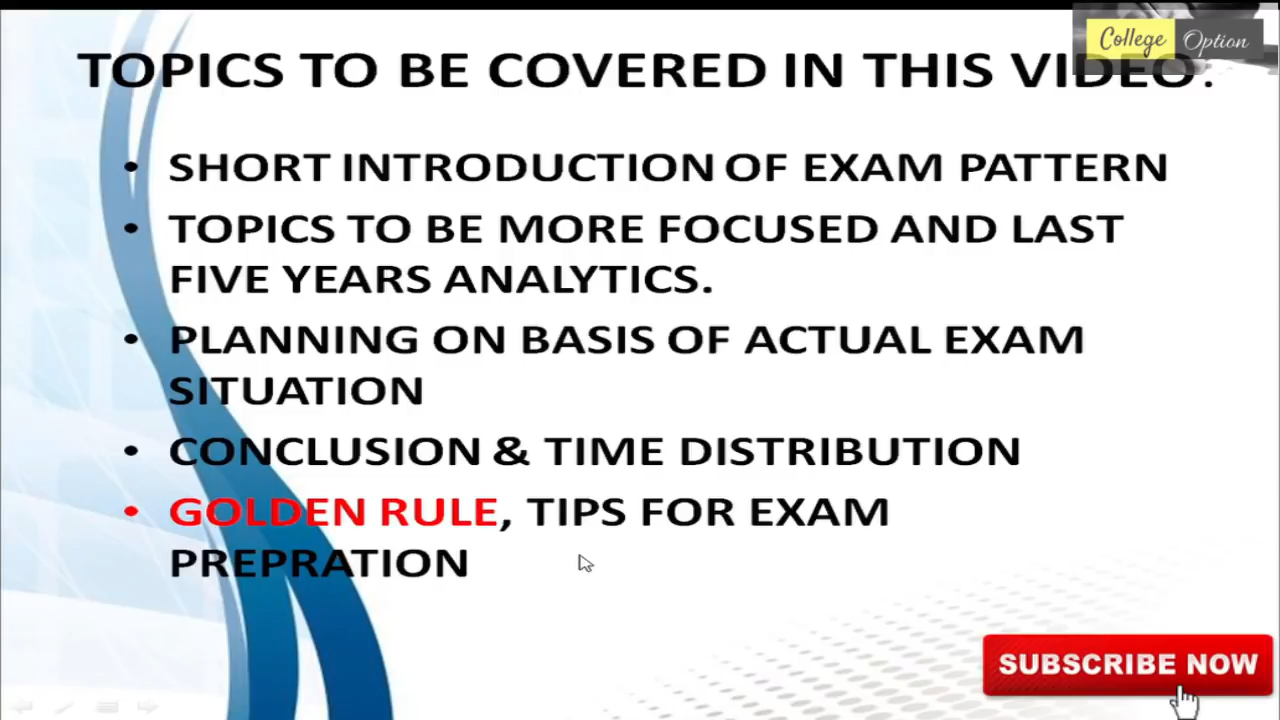 College Option
TOPICS TO BE COVERED IN THIS VIDEO.
• SHORT INTRODUCTION OF EXAM PATTERN
• TOPICS TO BE MORE FOCUSED AND LAST
FIVE YEARS ANALYTICS.
• PLANNING ON BASIS OF ACTUAL EXAM
SITUATION
• CONCLUSION & TIME DISTRIBUTION
• GOLDEN RULE, TIPS FOR EXAM
PREPRATION
SUBSCRIBE NOW